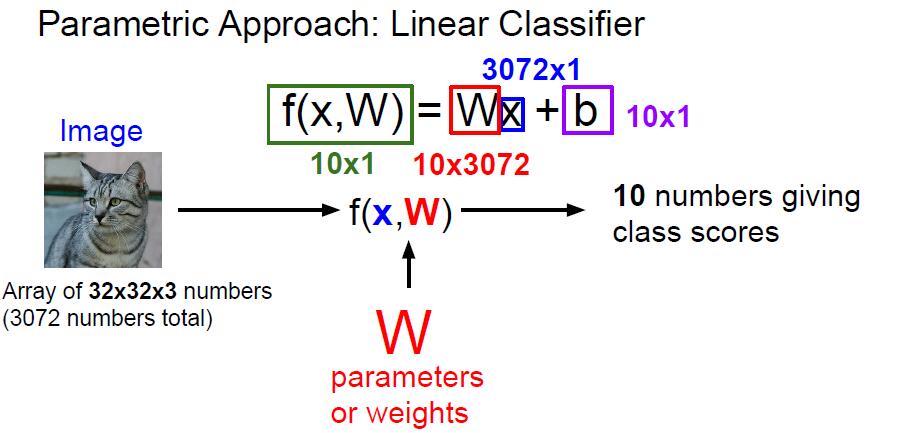 Parametric Approach: Linear Classifier
3072x1
f(x,W) = Wx + b 10x1
10x1 10x3072
Image
f(x,W)
10 numbers giving
class scores
Array of 32x32x3 numbers
(3072 numbers total)
W
parameters
or weights